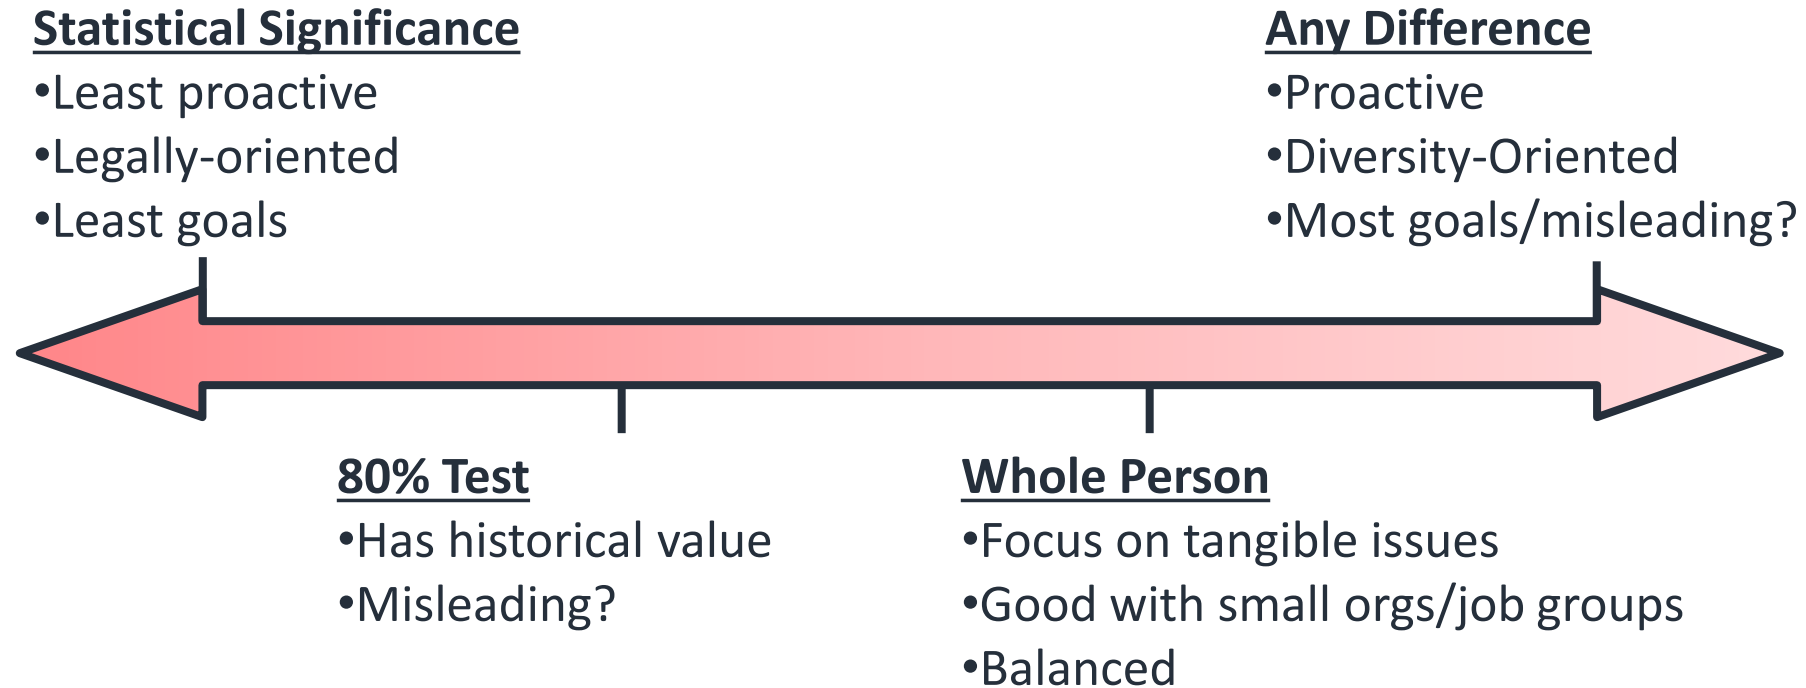 Statistical Significance
•Least proactive
•Legally-oriented
•Least goals
Any Difference
•Proactive
•Diversity-Oriented
•Most goals/misleading?
80% Test
•Has historical value
•Misleading?
Whole Person
•Focus on tangible issues
•Good with small orgs/job groups
•Balanced